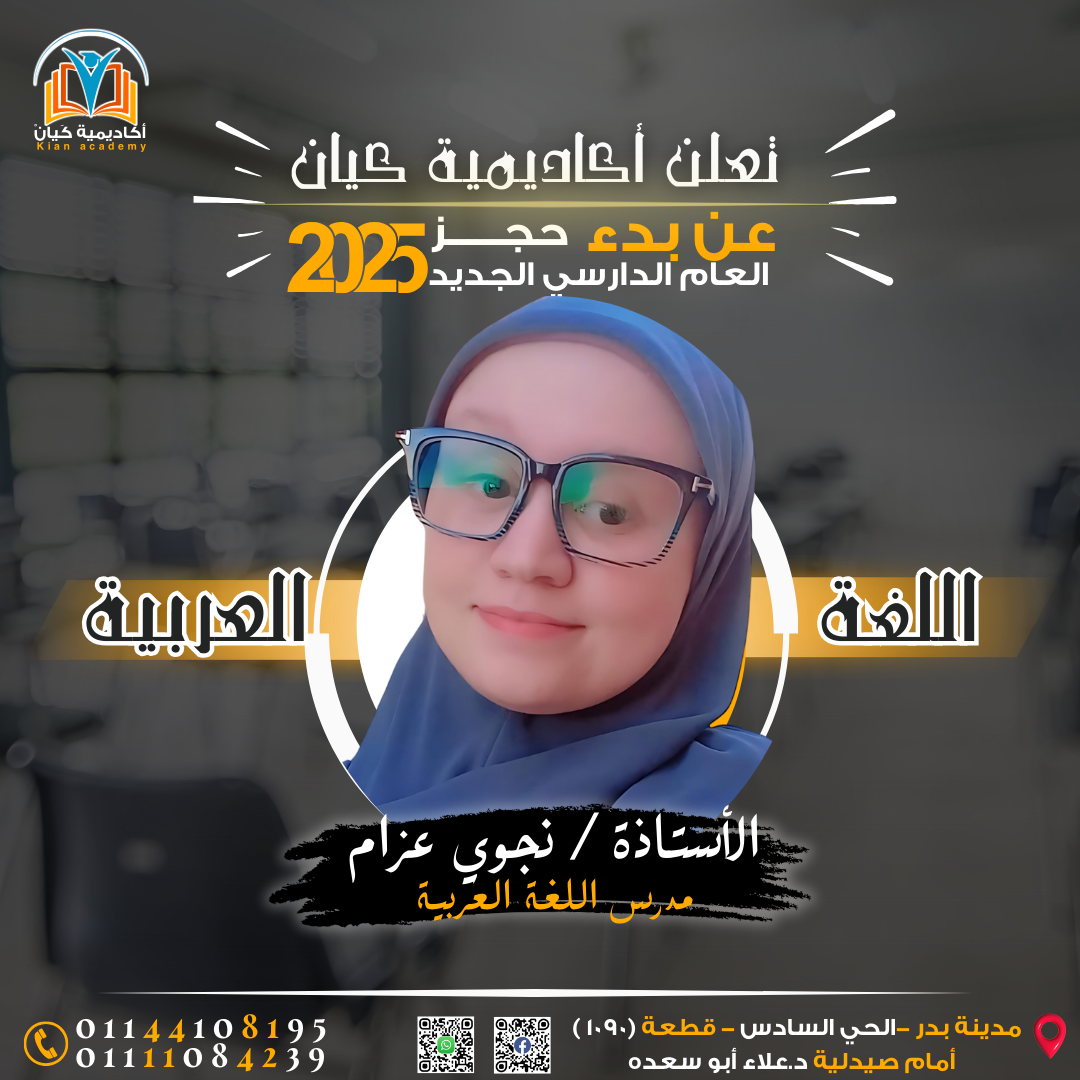 أكاديمية كيان
Kian academy
تعلن أكاديمية كيان
عن بدء حجــــز
العام الدارسي الجديد 2025
اللغة العربية
الأستاذة / نجوي عزام
مدرس اللغة العربية
01144108195
01111084239
مدينة بدر – الحي السادس – قطعة (١٠٩٠)
أمام صيدلية د.علاء أبو سعده